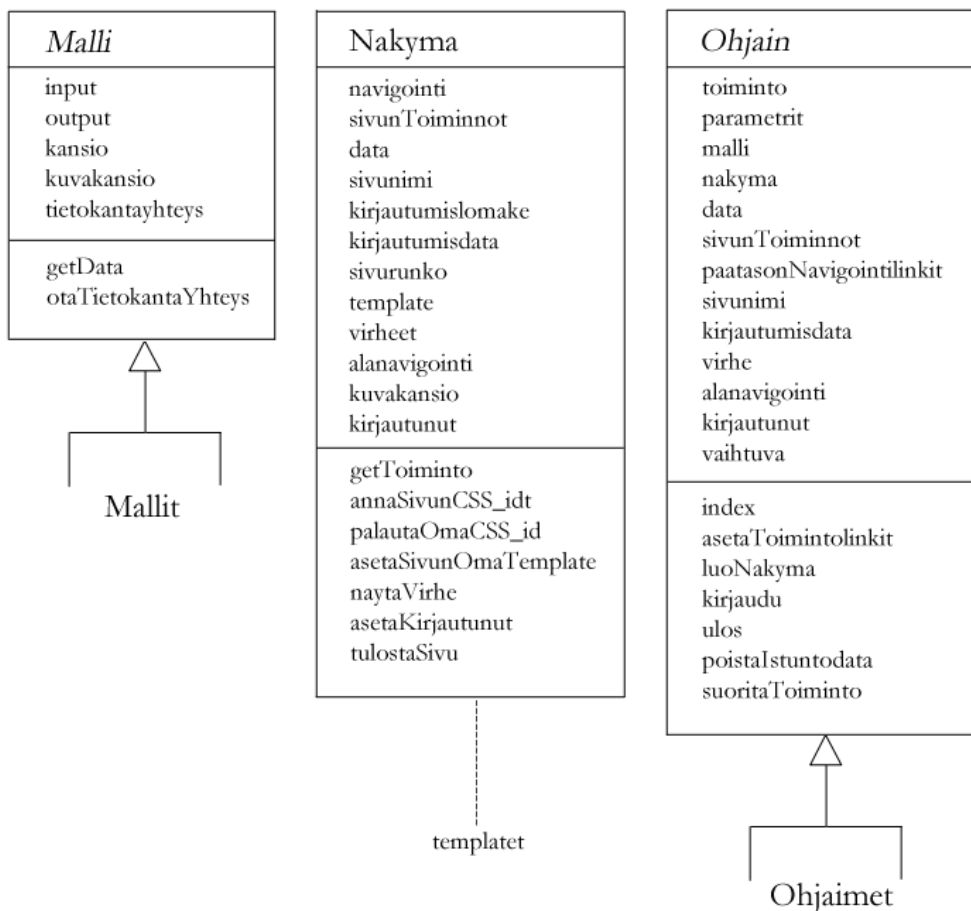 Malli
input
output
kansio
kuvakansio
tietokantayhteys
getData
otaTietokantaYhteys
Mallit
Nakyma
navigointi
sivunToiminnot
data
sivunimi
kirjautumislomake
kirjautumisdata
sivurunko
template
virheet
alanavigointi
kuvakansio
kirjautunut
getToiminto
annaSivunCSS_idt
palautaOmaCSS_id
asetaSivunOmaTemplate
naytaVirhe
asetaKirjautunut
tulostaSivu
templatet
Ohjain
toiminto
parametrit
malli
nakyma
data
sivunToiminnot
paatasonNavigointilinkit
sivunimi
kirjautumisdata
virhe
alanavigointi
kirjautunut
vaihtuva
index
asetaToimintolinkit
luoNakyma
kirjaudu
ulos
poistaIstuntodata
suoritaToiminto
Ohjaimet